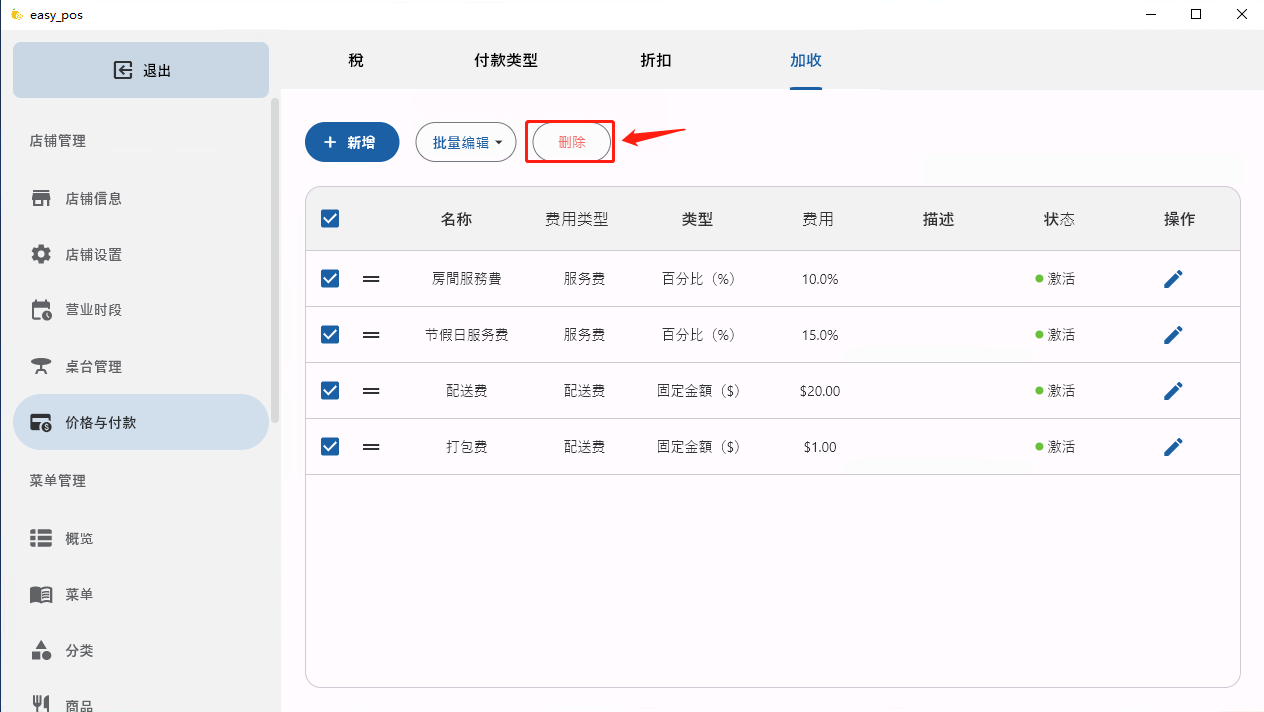 easy_pos
退出
税 付款类型 折扣 加收
店铺管理
店铺信息
店铺设置
营业时段
桌台管理
价格与付款
菜单管理
概览
菜单
分类
商品
新增 批量编辑 删除
名称 费用类型 类型 费用 描述 状态 操作
房間服務費 服务费 百分比（%） 10.0% 激活
节假日服务费 服务费 百分比（%） 15.0% 激活
配送费 配送费 固定金額（$） $20.00 激活
打包费 配送费 固定金額（$） $1.00 激活